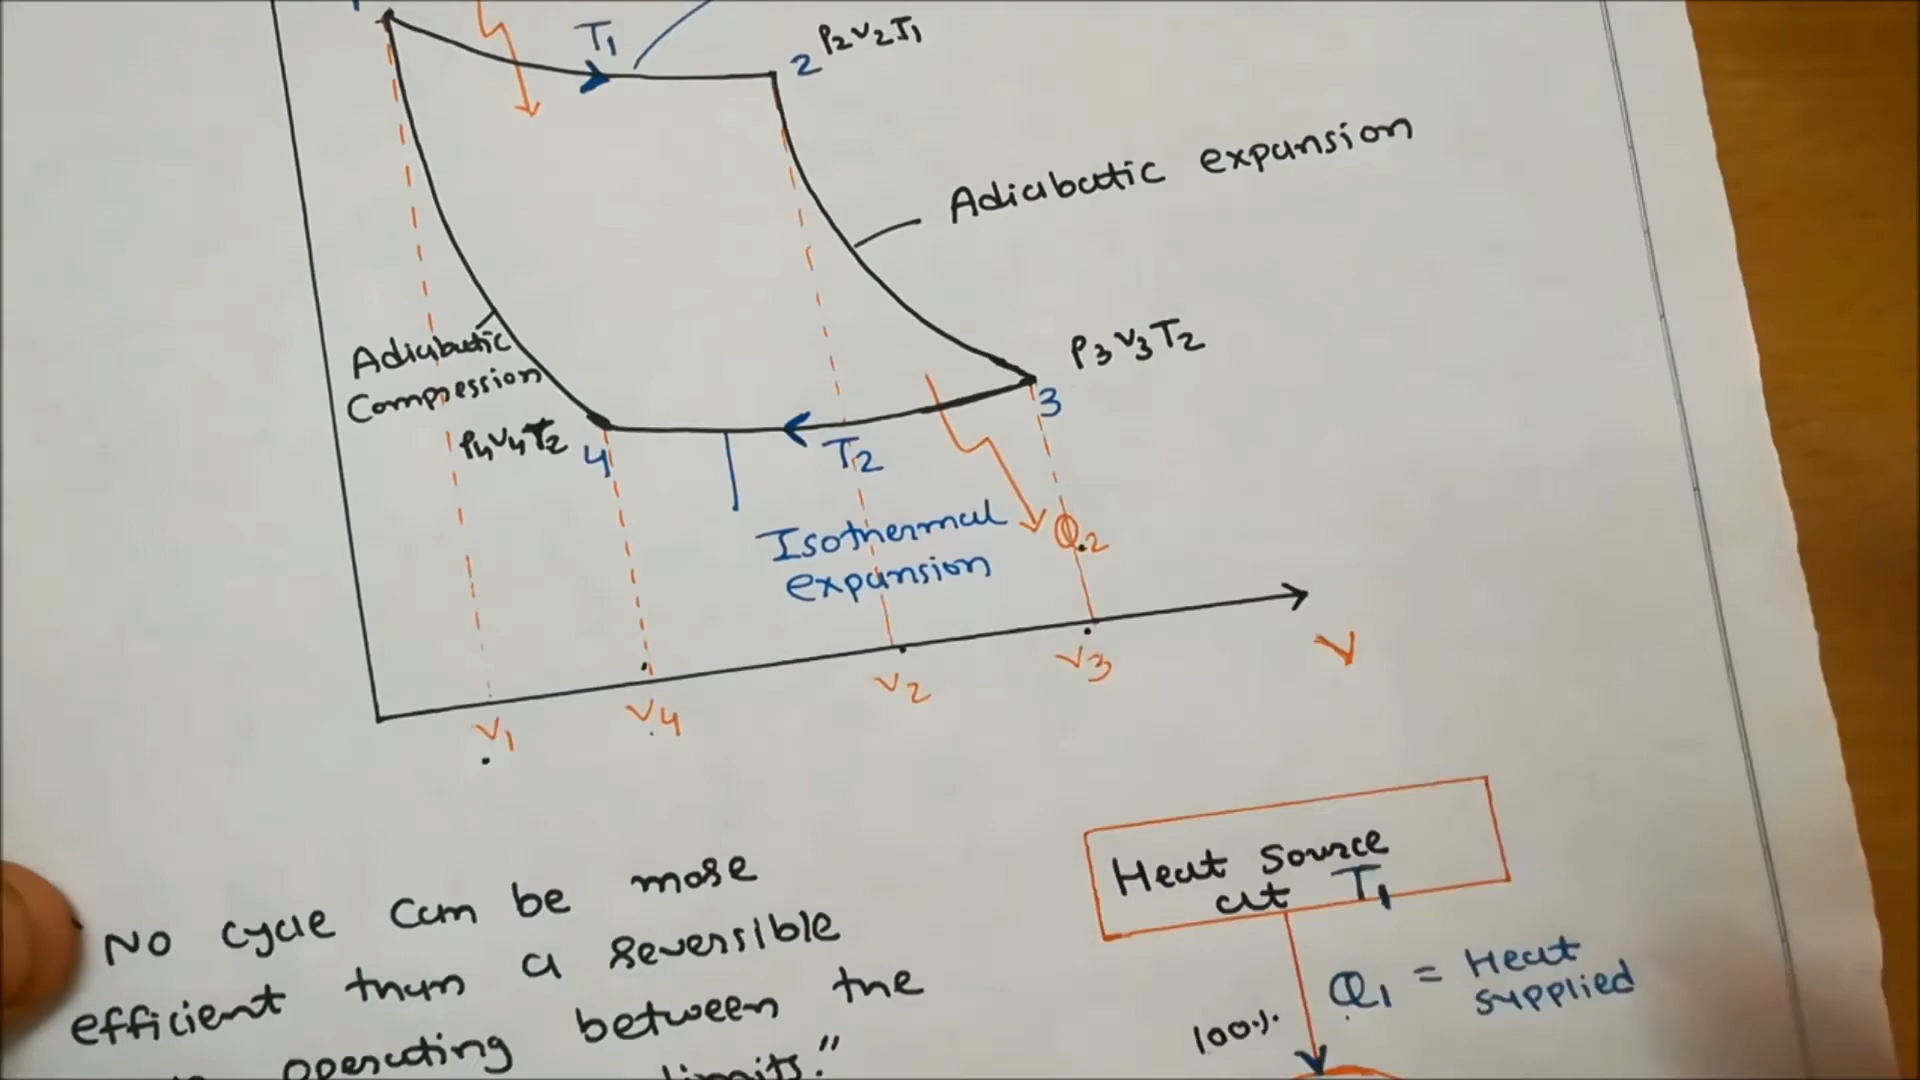 T1
2 P2V2T1
Adiabatic expansion
P3V3T2
3
Adiabatic
Compression
P4V4T2
4
T2
Isothermal
expansion
Q2
V
V1
V4
V2
V3
Heat Source
at T1
Q1 = Heat
supplied
100%
No cycle can be more
efficient than a reversible
operating between the
limits."